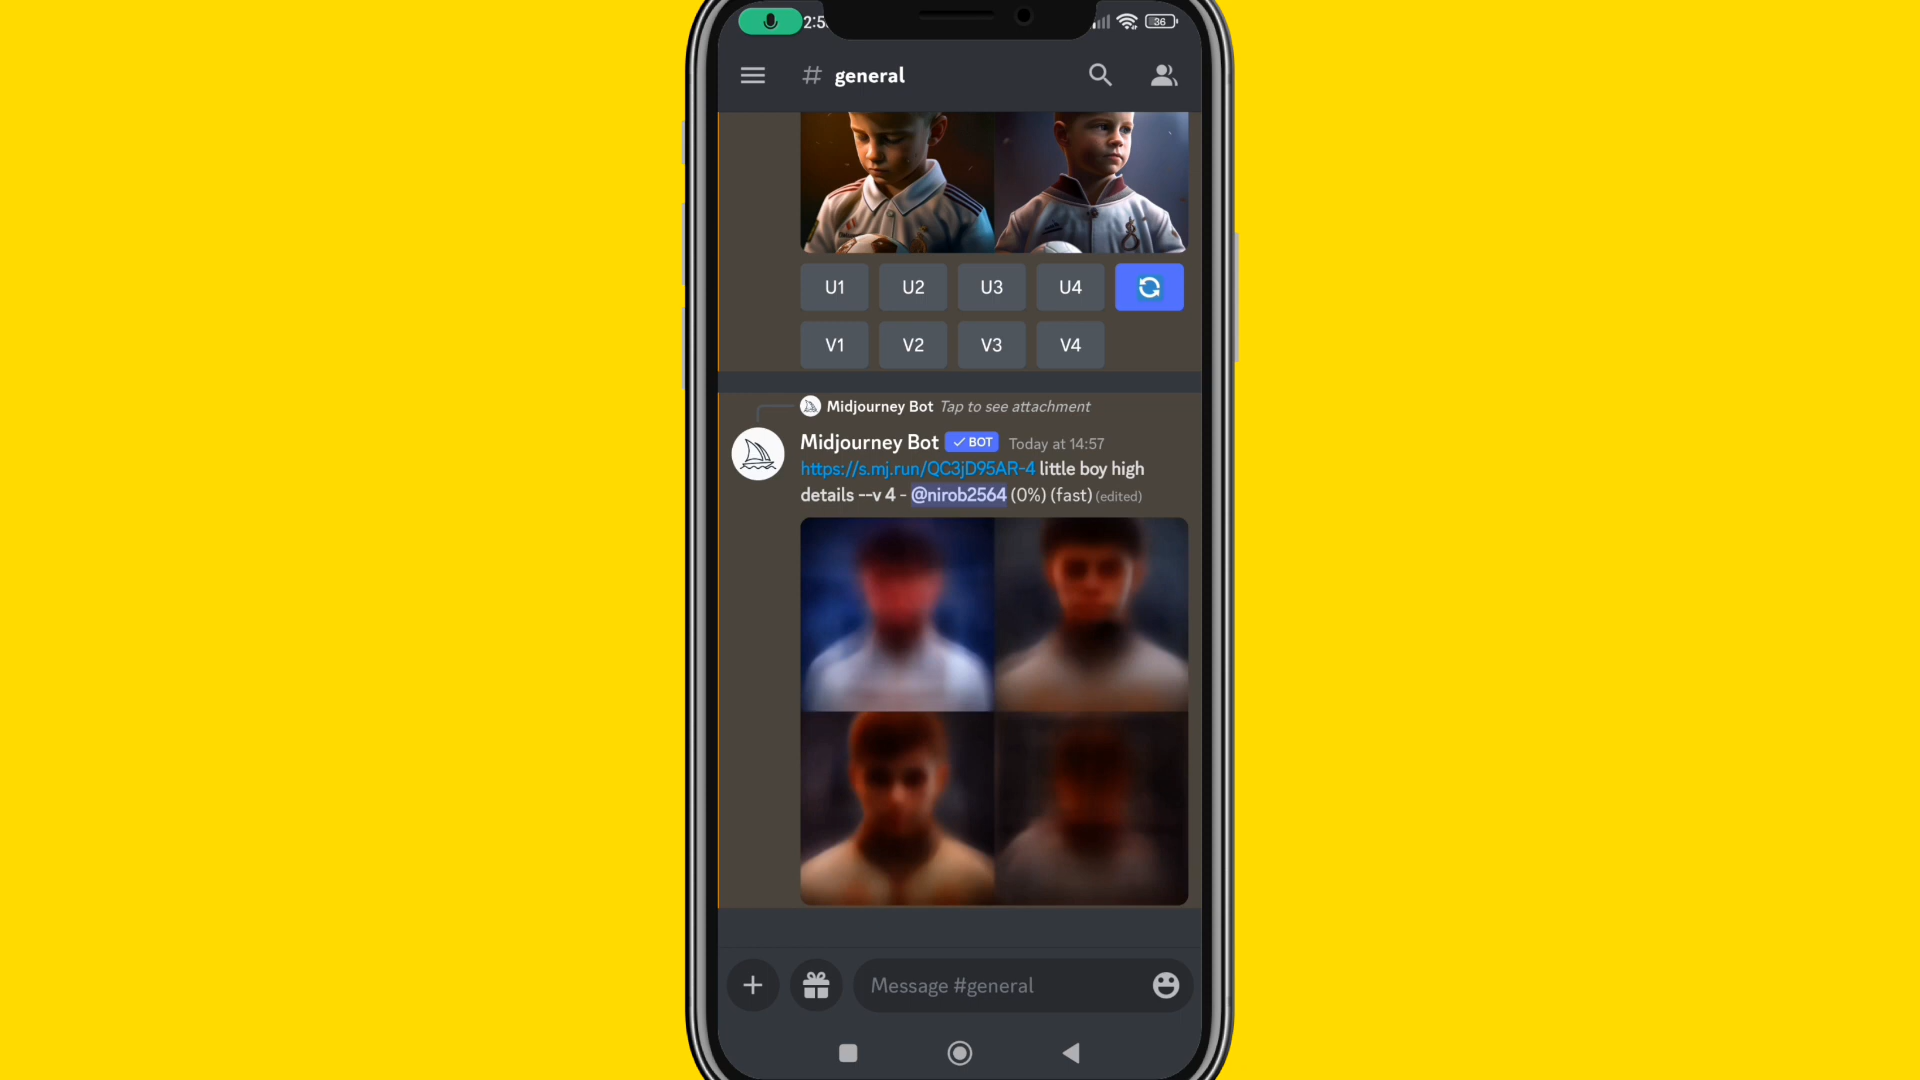 2:5
36
# general
U1 U2 U3 U4
V1 V2 V3 V4
Midjourney Bot Tap to see attachment
Midjourney Bot ✓ BOT Today at 14:57
https://s.mj.run/QC3jD95AR-4 little boy high
details --v 4 - @nirob2564 (0%) (fast) (edited)
Message #general